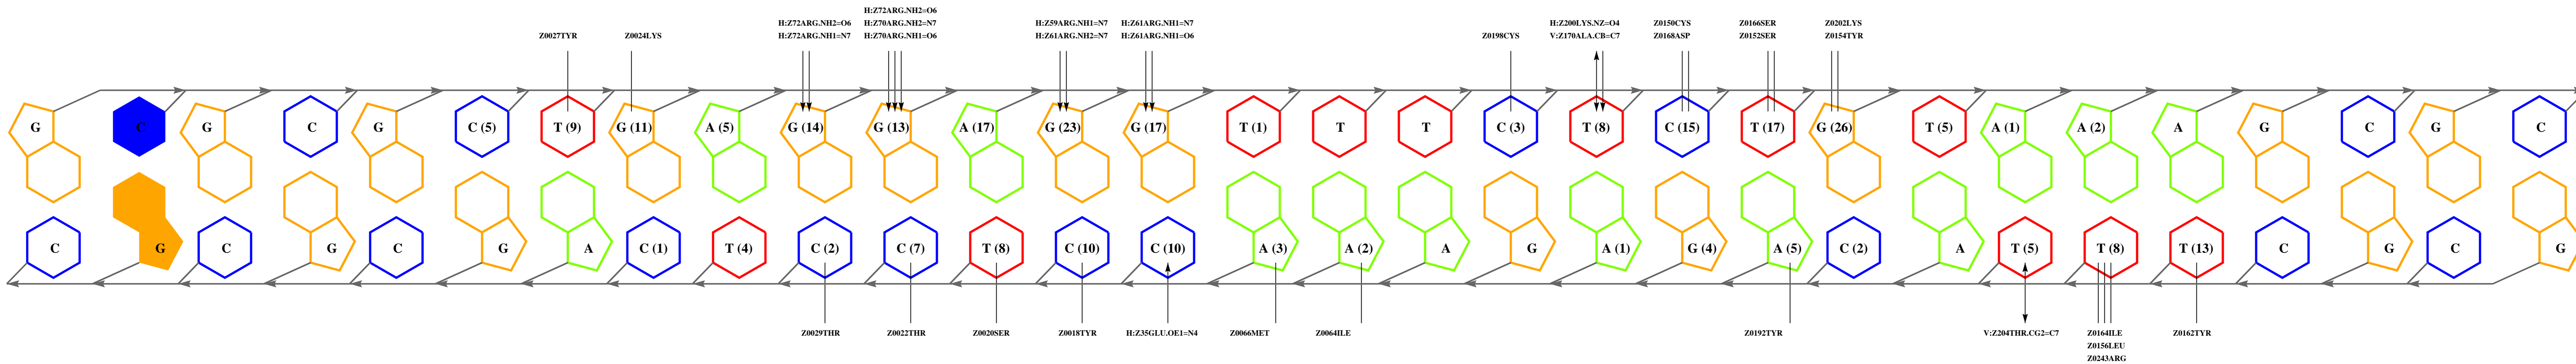 H:Z72ARG.NH2=O6
H:Z72ARG.NH2=O6 H:Z70ARG.NH2=N7 H:Z59ARG.NH1=N7 H:Z61ARG.NH1=N7 H:Z200LYS.NZ=O4 Z0150CYS Z0166SER Z0202LYS
Z0027TYR Z0024LYS H:Z72ARG.NH1=N7 H:Z70ARG.NH1=O6 H:Z61ARG.NH2=N7 H:Z61ARG.NH1=O6 Z0198CYS V:Z170ALA.CB=C7 Z0168ASP Z0152SER Z0154TYR
G C G C G C (5) T (9) G (11) A (5) G (14) G (13) A (17) G (23) G (17) T (1) T T C (3) T (8) C (15) T (17) G (26) T (5) A (1) A (2) A G C G C
C G C G C G A C (1) T (4) C (2) C (7) T (8) C (10) C (10) A (3) A (2) A G A (1) G (4) A (5) C (2) A T (5) T (8) T (13) C G C G
Z0029THR Z0022THR Z0020SER Z0018TYR H:Z35GLU.OE1=N4 Z0066MET Z0064ILE Z0192TYR V:Z204THR.CG2=C7 Z0164ILE Z0162TYR
Z0156LEU
Z0243ARG